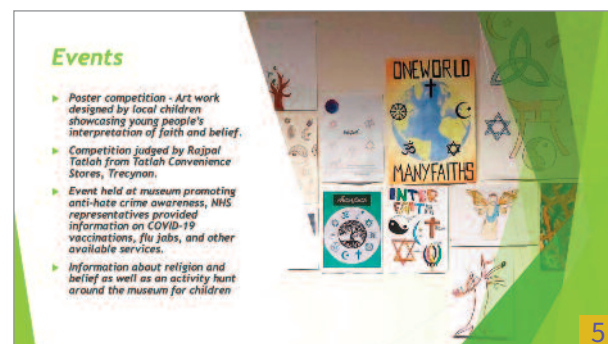 Events
Poster competition - Art work
designed by local children
showcasing young people's
interpretation of faith and belief.
Competition judged by Rajpal
Tatlah from Tatlah Convenience
Stores, Trecynon.
Event held at museum promoting
anti-hate crime awareness, NHS
representatives provided
information on COVID-19
vaccinations, flu jabs, and other
available services.
Information about religion and
belief as well as an activity hunt
around the museum for children
ONEWORLD
MANYFAITHS
INTER
5